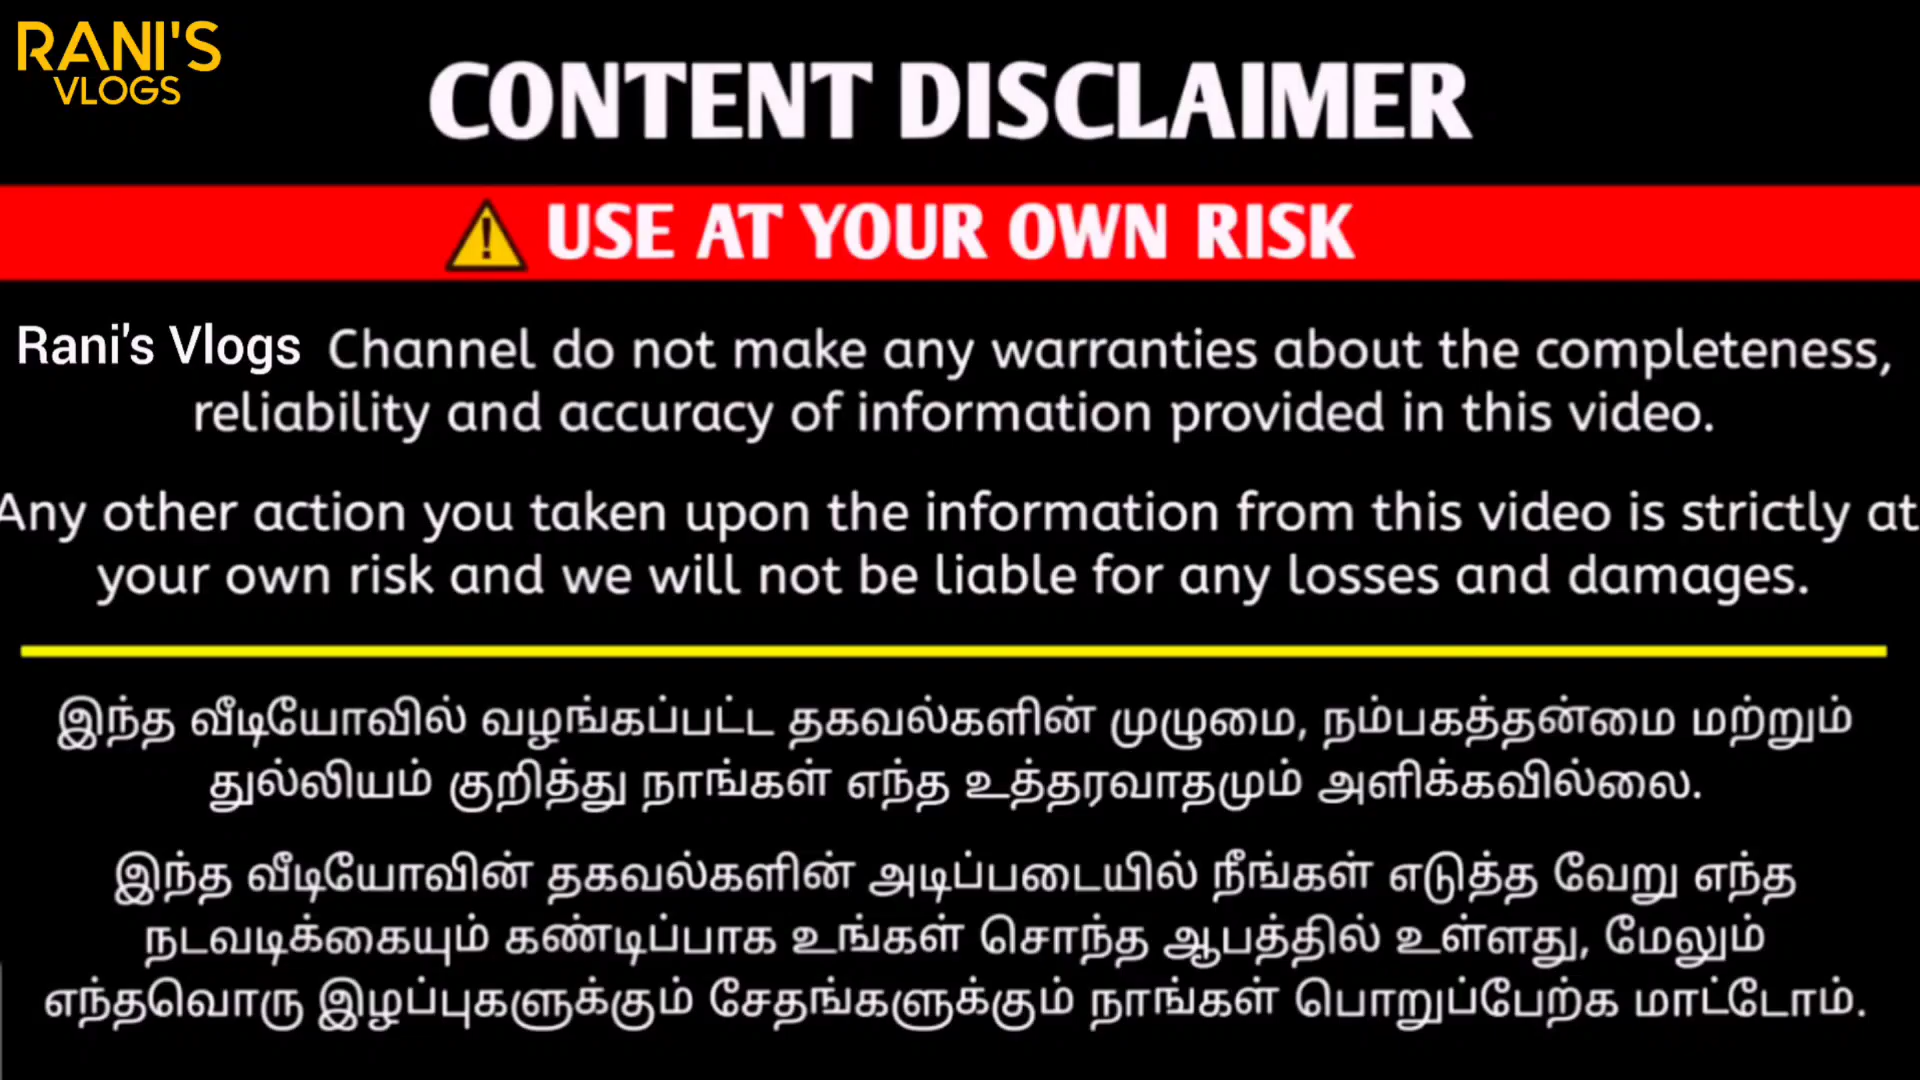 RANI'S
VLOGS
CONTENT DISCLAIMER
USE AT YOUR OWN RISK
Rani's Vlogs Channel do not make any warranties about the completeness,
reliability and accuracy of information provided in this video.
Any other action you taken upon the information from this video is strictly at
your own risk and we will not be liable for any losses and damages.
இந்த வீடியோவில் வழங்கப்பட்ட தகவல்களின் முழுமை, நம்பகத்தன்மை மற்றும்
துல்லியம் குறித்து நாங்கள் எந்த உத்தரவாதமும் அளிக்கவில்லை.
இந்த வீடியோவின் தகவல்களின் அடிப்படையில் நீங்கள் எடுத்த வேறு எந்த
நடவடிக்கையும் கண்டிப்பாக உங்கள் சொந்த ஆபத்தில் உள்ளது, மேலும்
எந்தவொரு இழப்புகளுக்கும் சேதங்களுக்கும் நாங்கள் பொறுப்பேற்க மாட்டோம்.